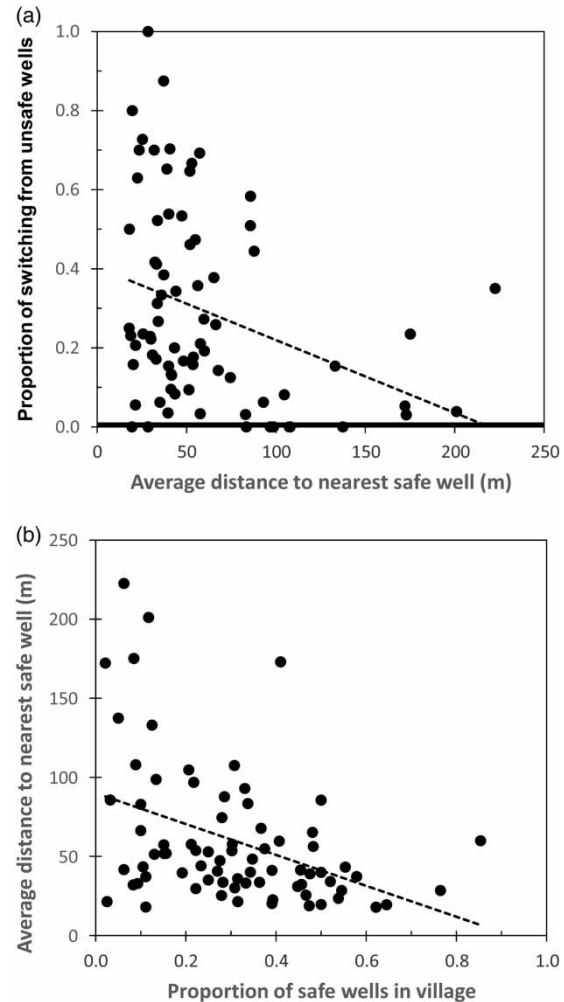 (a)
Proportion of switching from unsafe wells
1.0
0.8
0.6
0.4
0.2
0.0
0 50 100 150 200 250
Average distance to nearest safe well (m)
(b)
Average distance to nearest safe well (m)
250
200
150
100
50
0
0.0 0.2 0.4 0.6 0.8 1.0
Proportion of safe wells in village